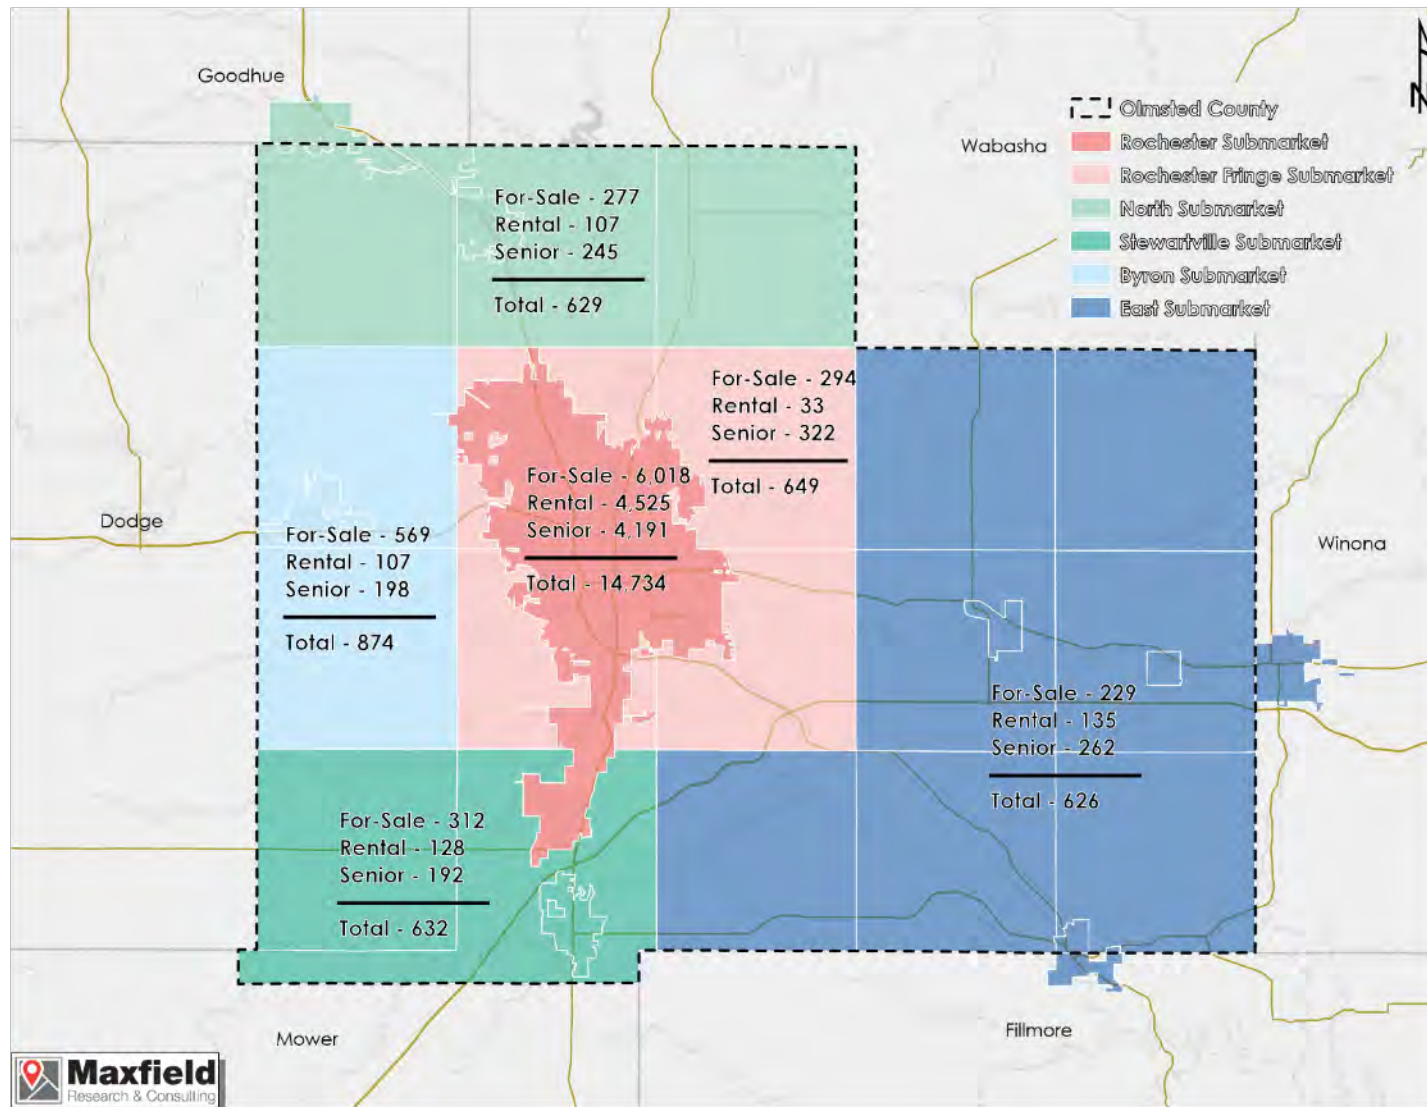 Goodhue
Wabasha
Olmsted County
Rochester Submarket
Rochester Fringe Submarket
North Submarket
Stewartville Submarket
Byron Submarket
East Submarket
N
For-Sale - 277
Rental - 107
Senior - 245
Total - 629
For-Sale - 294
Rental - 33
Senior - 322
Total - 649
For-Sale - 6,018
Rental - 4,525
Senior - 4,191
Total - 14,734
Dodge
For-Sale - 569
Rental - 107
Senior - 198
Total - 874
Winona
For-Sale - 229
Rental - 135
Senior - 262
Total - 626
For-Sale - 312
Rental - 128
Senior - 192
Total - 632
Mower
Fillmore
Maxfield
Research & Consulting